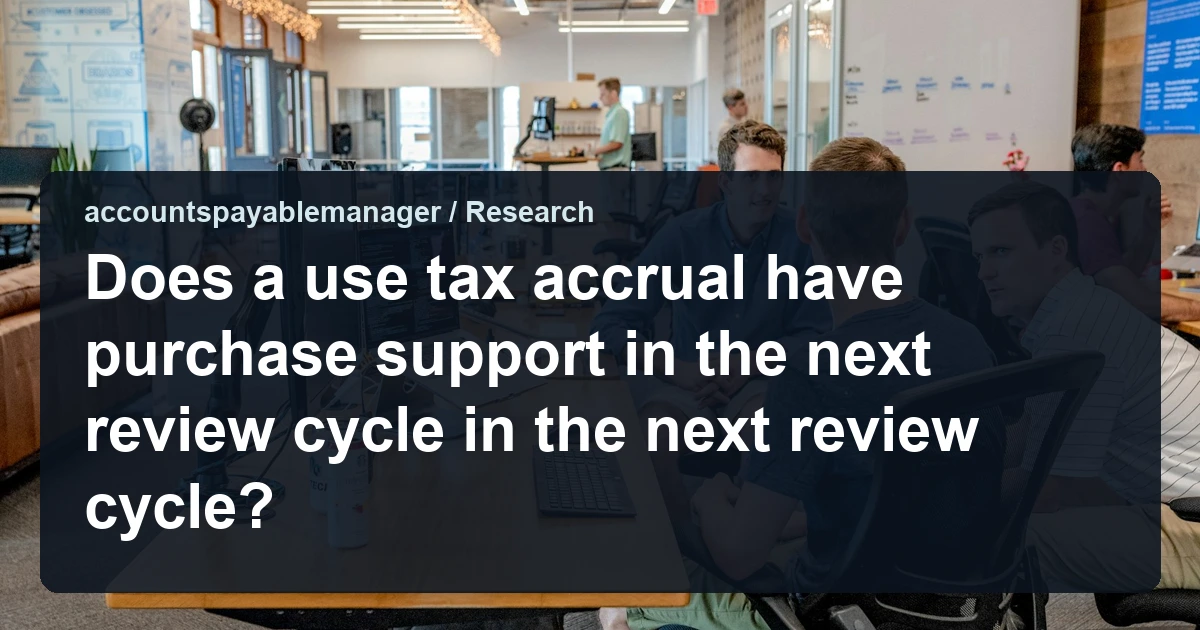 accountspayablemanager / Research
Does a use tax accrual have
purchase support in the next
review cycle in the next review
cycle?